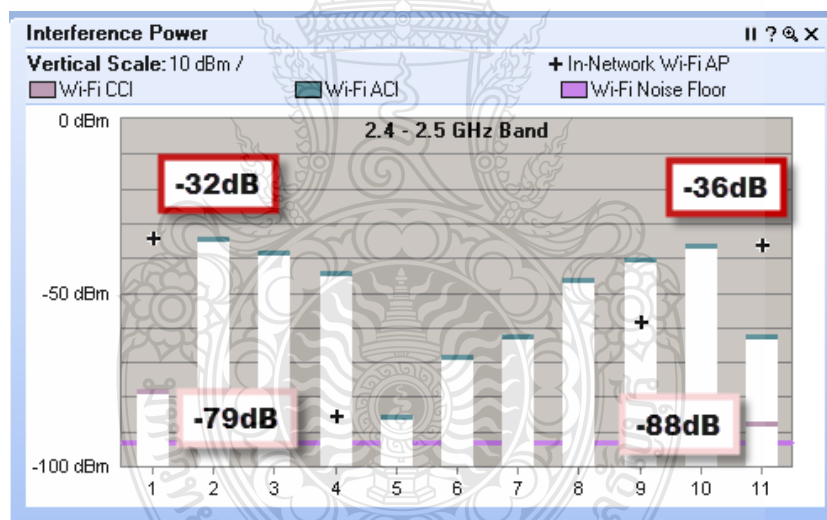 Interference Power
Vertical Scale: 10 dBm /
+ In-Network Wi-Fi AP
Wi-Fi CCI
Wi-Fi ACI
Wi-Fi Noise Floor
0 dBm
2.4 - 2.5 GHz Band
-32dB
-36dB
-50 dBm
-79dB
-88dB
-100 dBm
1 2 3 4 5 6 7 8 9 10 11